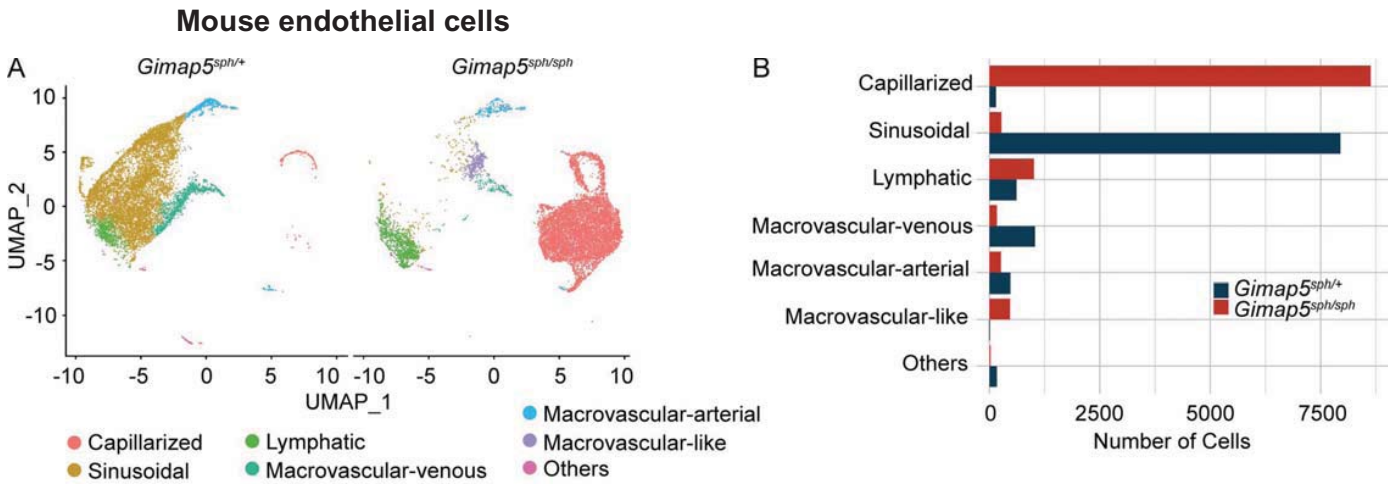 Mouse endothelial cells
A
Gimap5sph/+
Gimap5sph/sph
10
5
0
-5
-10
UMAP_2
-10 -5 0 5 10 -10 -5 0 5 10
UMAP_1
Capillarized
Sinusoidal
Lymphatic
Macrovascular-venous
Macrovascular-arterial
Macrovascular-like
Others
B
Capillarized
Sinusoidal
Lymphatic
Macrovascular-venous
Macrovascular-arterial
Macrovascular-like
Others
Gimap5sph/+
Gimap5sph/sph
0 2500 5000 7500
Number of Cells